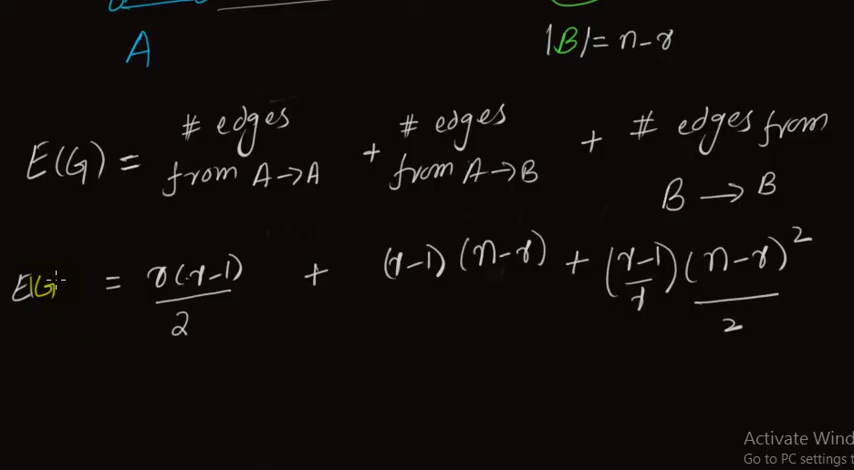 A
|B|= n-r
E(G) = # edges from A→A + # edges from A→B + # edges from B → B
E(G = r(r-1)/2 + (r-1)(n-r) + (r-1)/r (n-r)²/2
Activate Wind
Go to PC settings t